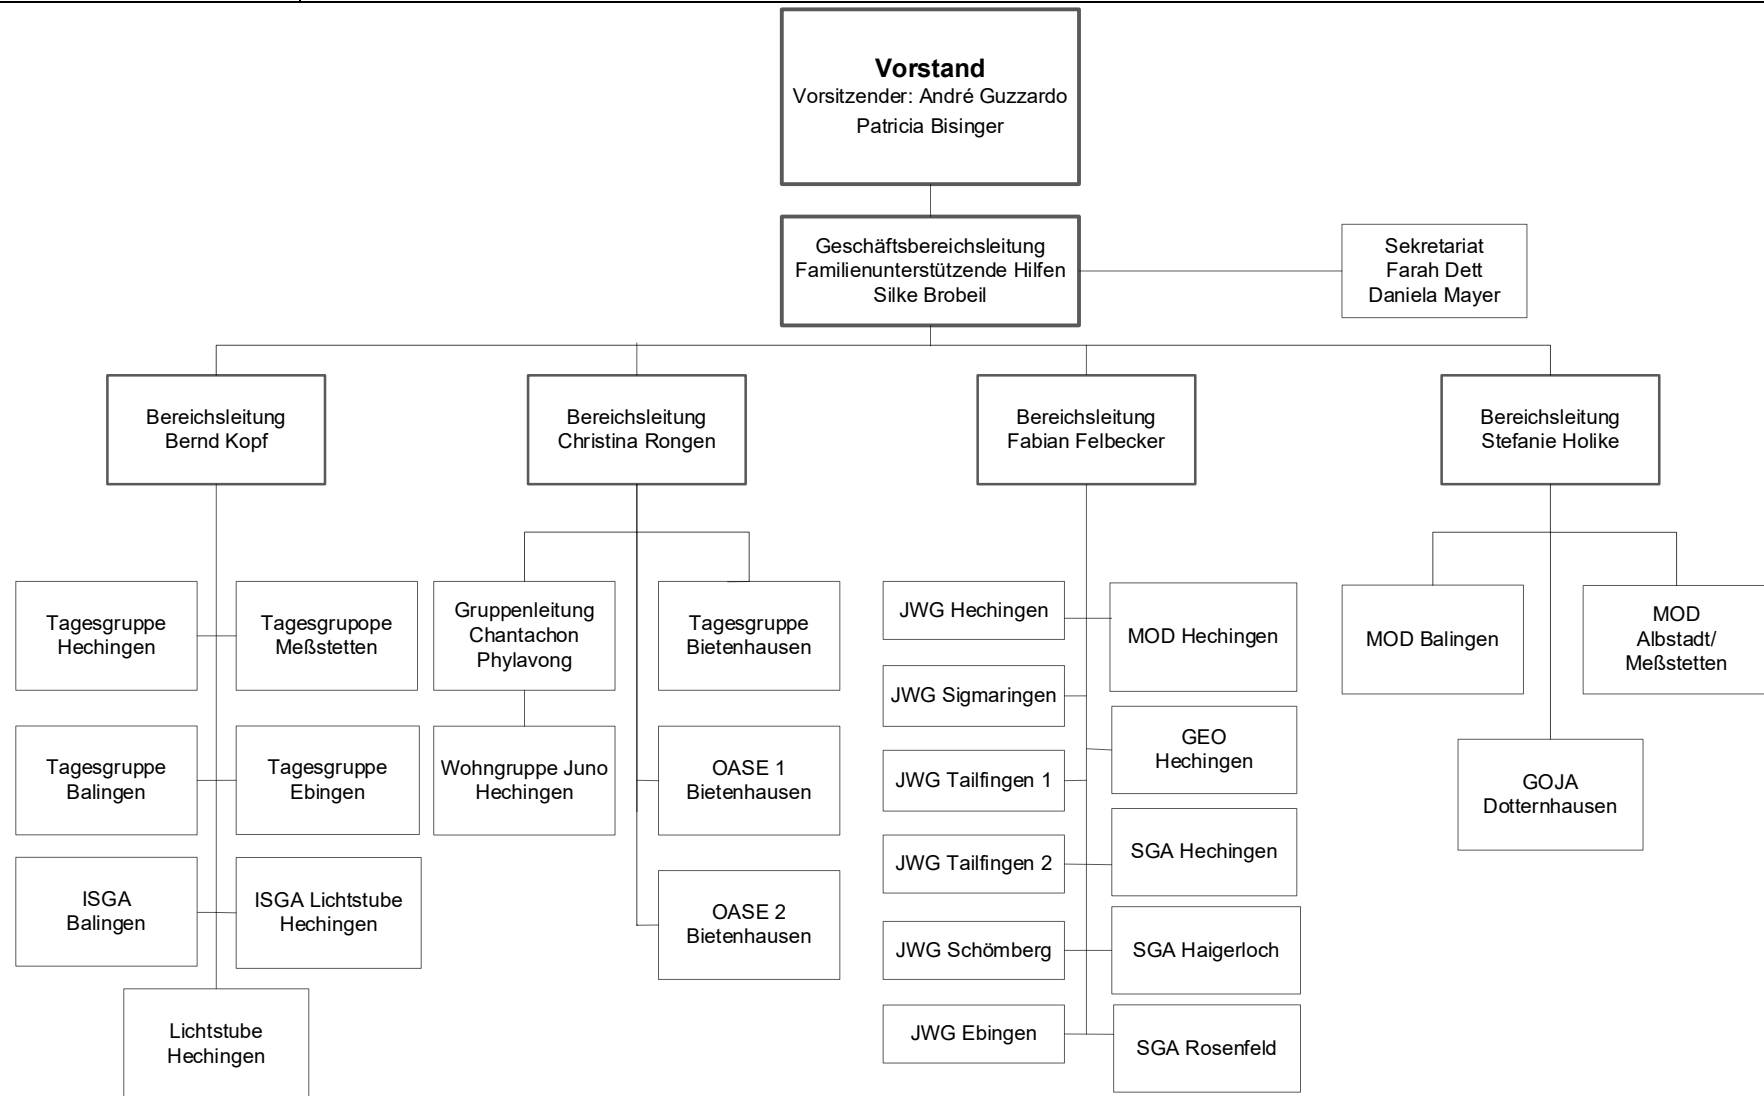 Vorstand
Vorsitzender: André Guzzardo
Patricia Bisinger
Geschäftsbereichsleitung
Familienunterstützende Hilfen
Silke Brobeil
Sekretariat
Farah Dett
Daniela Mayer
Bereichsleitung
Bernd Kopf
Bereichsleitung
Christina Rongen
Bereichsleitung
Fabian Felbecker
Bereichsleitung
Stefanie Holike
Tagesgruppe
Hechingen
Tagesgrupope
Meßstetten
Tagesgruppe
Balingen
Tagesgruppe
Ebingen
ISGA
Balingen
ISGA Lichtstube
Hechingen
Lichtstube
Hechingen
Gruppenleitung
Chantachon
Phylavong
Tagesgruppe
Bietenhausen
Wohngruppe Juno
Hechingen
OASE 1
Bietenhausen
OASE 2
Bietenhausen
JWG Hechingen
MOD Hechingen
JWG Sigmaringen
GEO
Hechingen
JWG Tailfingen 1
JWG Tailfingen 2
SGA Hechingen
JWG Schömberg
SGA Haigerloch
JWG Ebingen
SGA Rosenfeld
MOD Balingen
MOD
Albstadt/
Meßstetten
GOJA
Dotternhausen